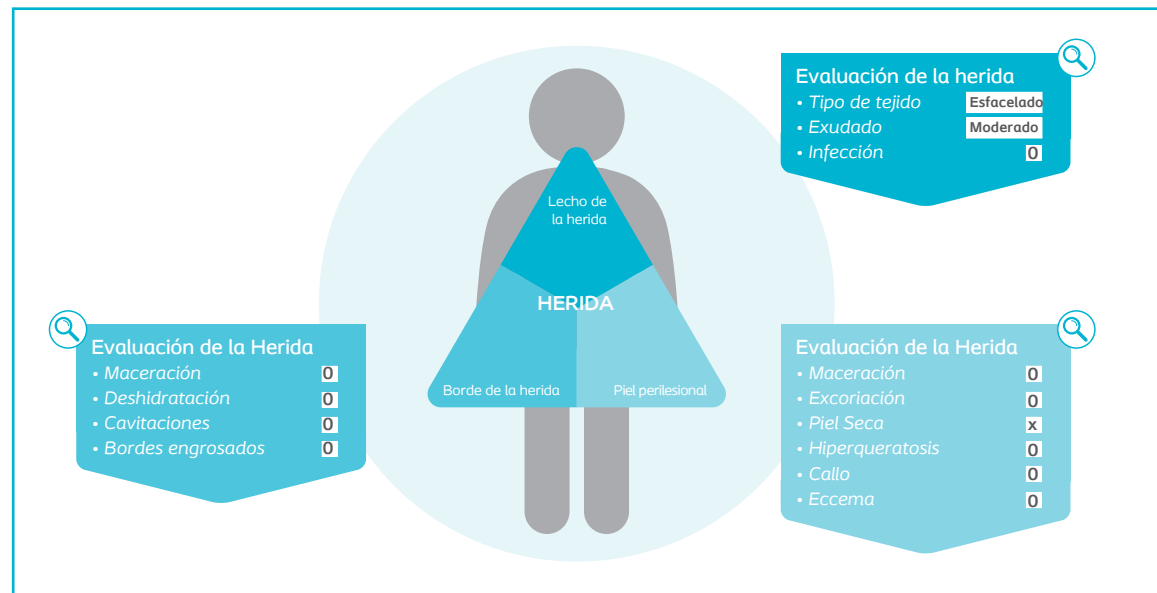 Evaluación de la herida
• Tipo de tejido Esfacelado
• Exudado Moderado
• Infección 0
Lecho de
la herida
HERIDA
Borde de la herida
Piel perilesional
Evaluación de la Herida
• Maceración 0
• Deshidratación 0
• Cavitaciones 0
• Bordes engrosados 0
Evaluación de la Herida
• Maceración 0
• Excoriación 0
• Piel Seca x
• Hiperqueratosis 0
• Callo 0
• Eccema 0